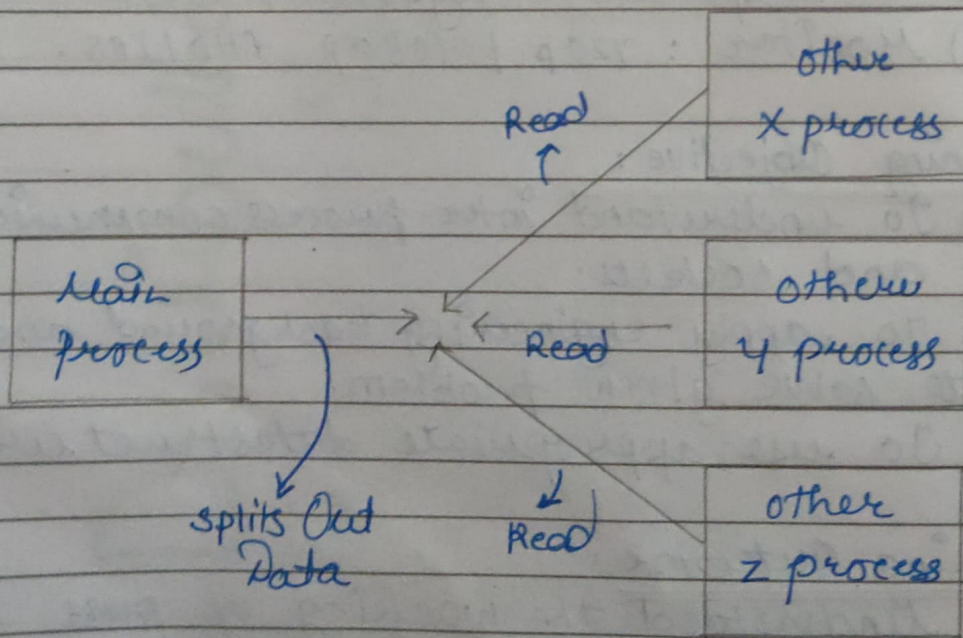 other
x process
Read
Main
process
other
y process
Read
splits Out
Data
Read
other
z process